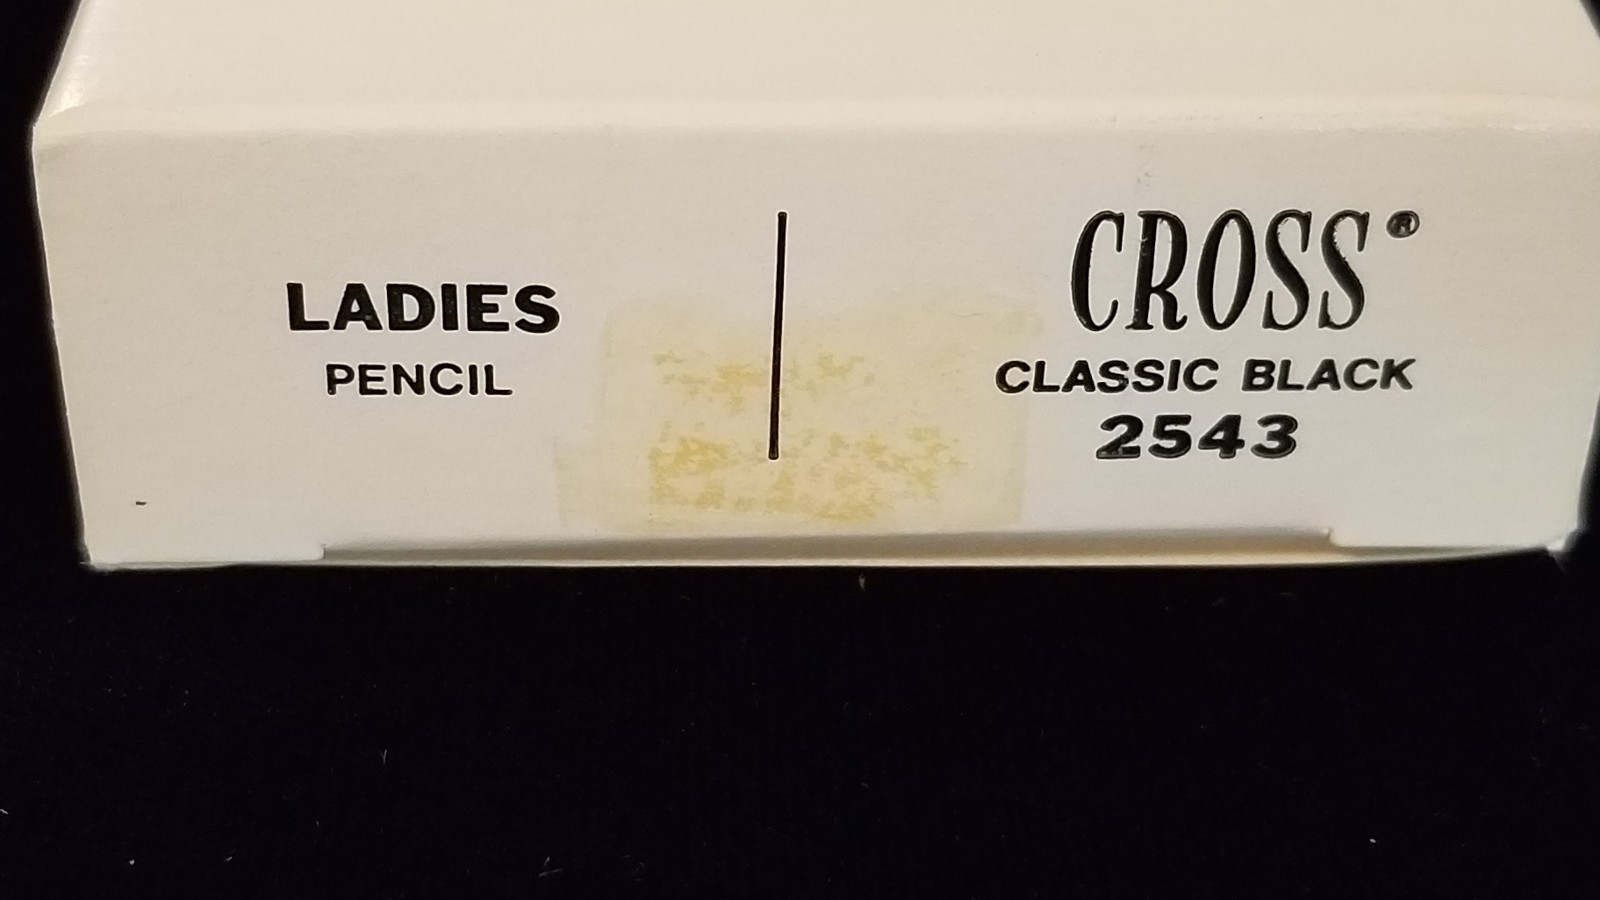 LADIES
PENCIL
CROSS®
CLASSIC BLACK
2543